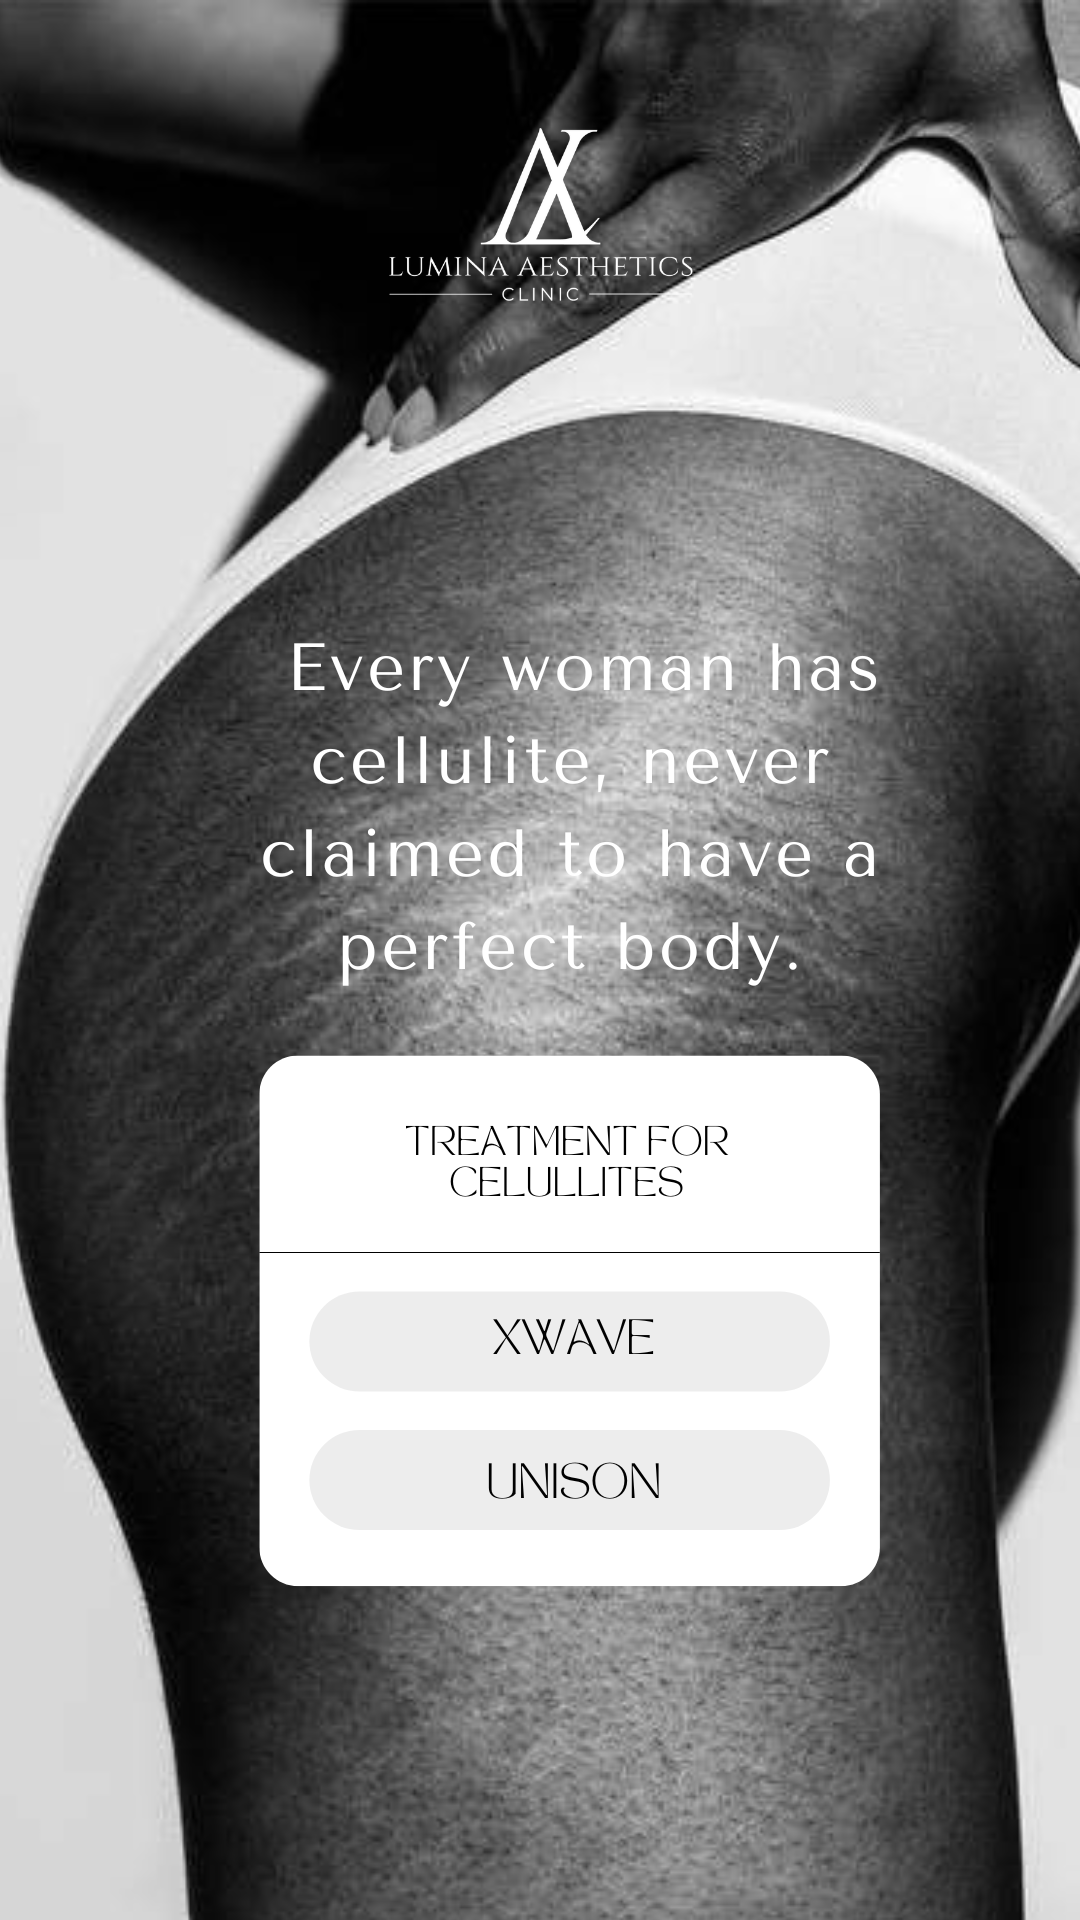 LUMINA AESTHETICS
CLINIC
Every woman has
cellulite, never
claimed to have a
perfect body.
TREATMENT FOR
CELULLITES
XWAVE
UNISON